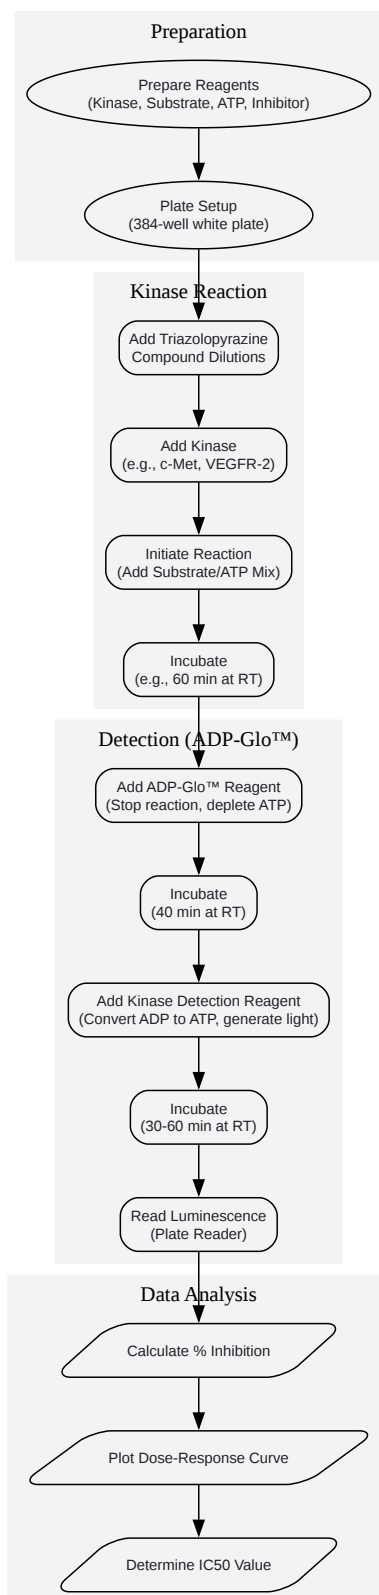 Preparation
Prepare Reagents
(Kinase, Substrate, ATP, Inhibitor)
Plate Setup
(384-well white plate)
Kinase Reaction
Add Triazolopyrazine
Compound Dilutions
Add Kinase
(e.g., c-Met, VEGFR-2)
Initiate Reaction
(Add Substrate/ATP Mix)
Incubate
(e.g., 60 min at RT)
Detection (ADP-Glo™)
Add ADP-Glo™ Reagent
(Stop reaction, deplete ATP)
Incubate
(40 min at RT)
Add Kinase Detection Reagent
(Convert ADP to ATP, generate light)
Incubate
(30-60 min at RT)
Read Luminescence
(Plate Reader)
Data Analysis
Calculate % Inhibition
Plot Dose-Response Curve
Determine IC50 Value